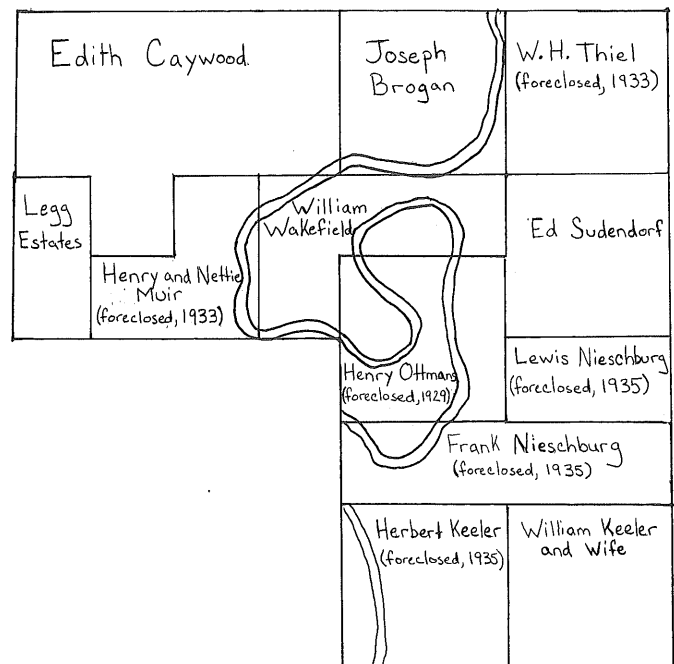 Edith Caywood.
Joseph
Brogan
W.H. Thiel
(foreclosed, 1933)
Legg
Estates
William
Wakefield
Ed Sudendorf
Henry and Nettie
Muir
(foreclosed, 1933)
Henry Ottmans
(foreclosed, 1929)
Lewis Nieschburg
(foreclosed, 1935)
Frank Nieschburg
(foreclosed, 1935)
Herbert Keeler
(foreclosed, 1935)
William Keeler
and Wife